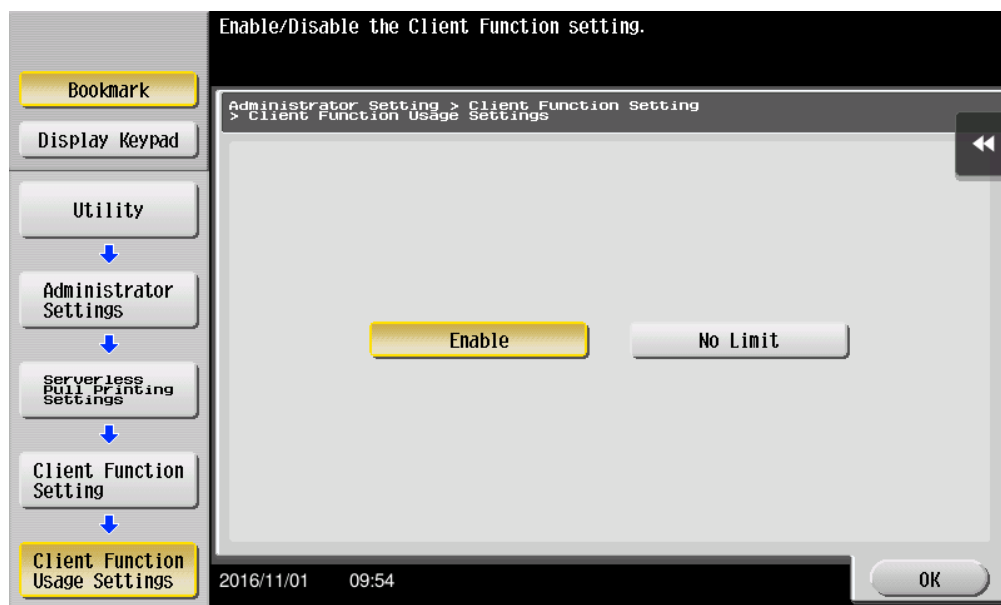 Enable/Disable the Client Function setting.
Bookmark
Display Keypad
Utility
Administrator
Settings
Serverless
Pull Printing
Settings
Client Function
Setting
Client Function
Usage Settings
Administrator Setting > Client Function Setting
> Client Function Usage Settings
Enable
No Limit
2016/11/01 09:54
OK